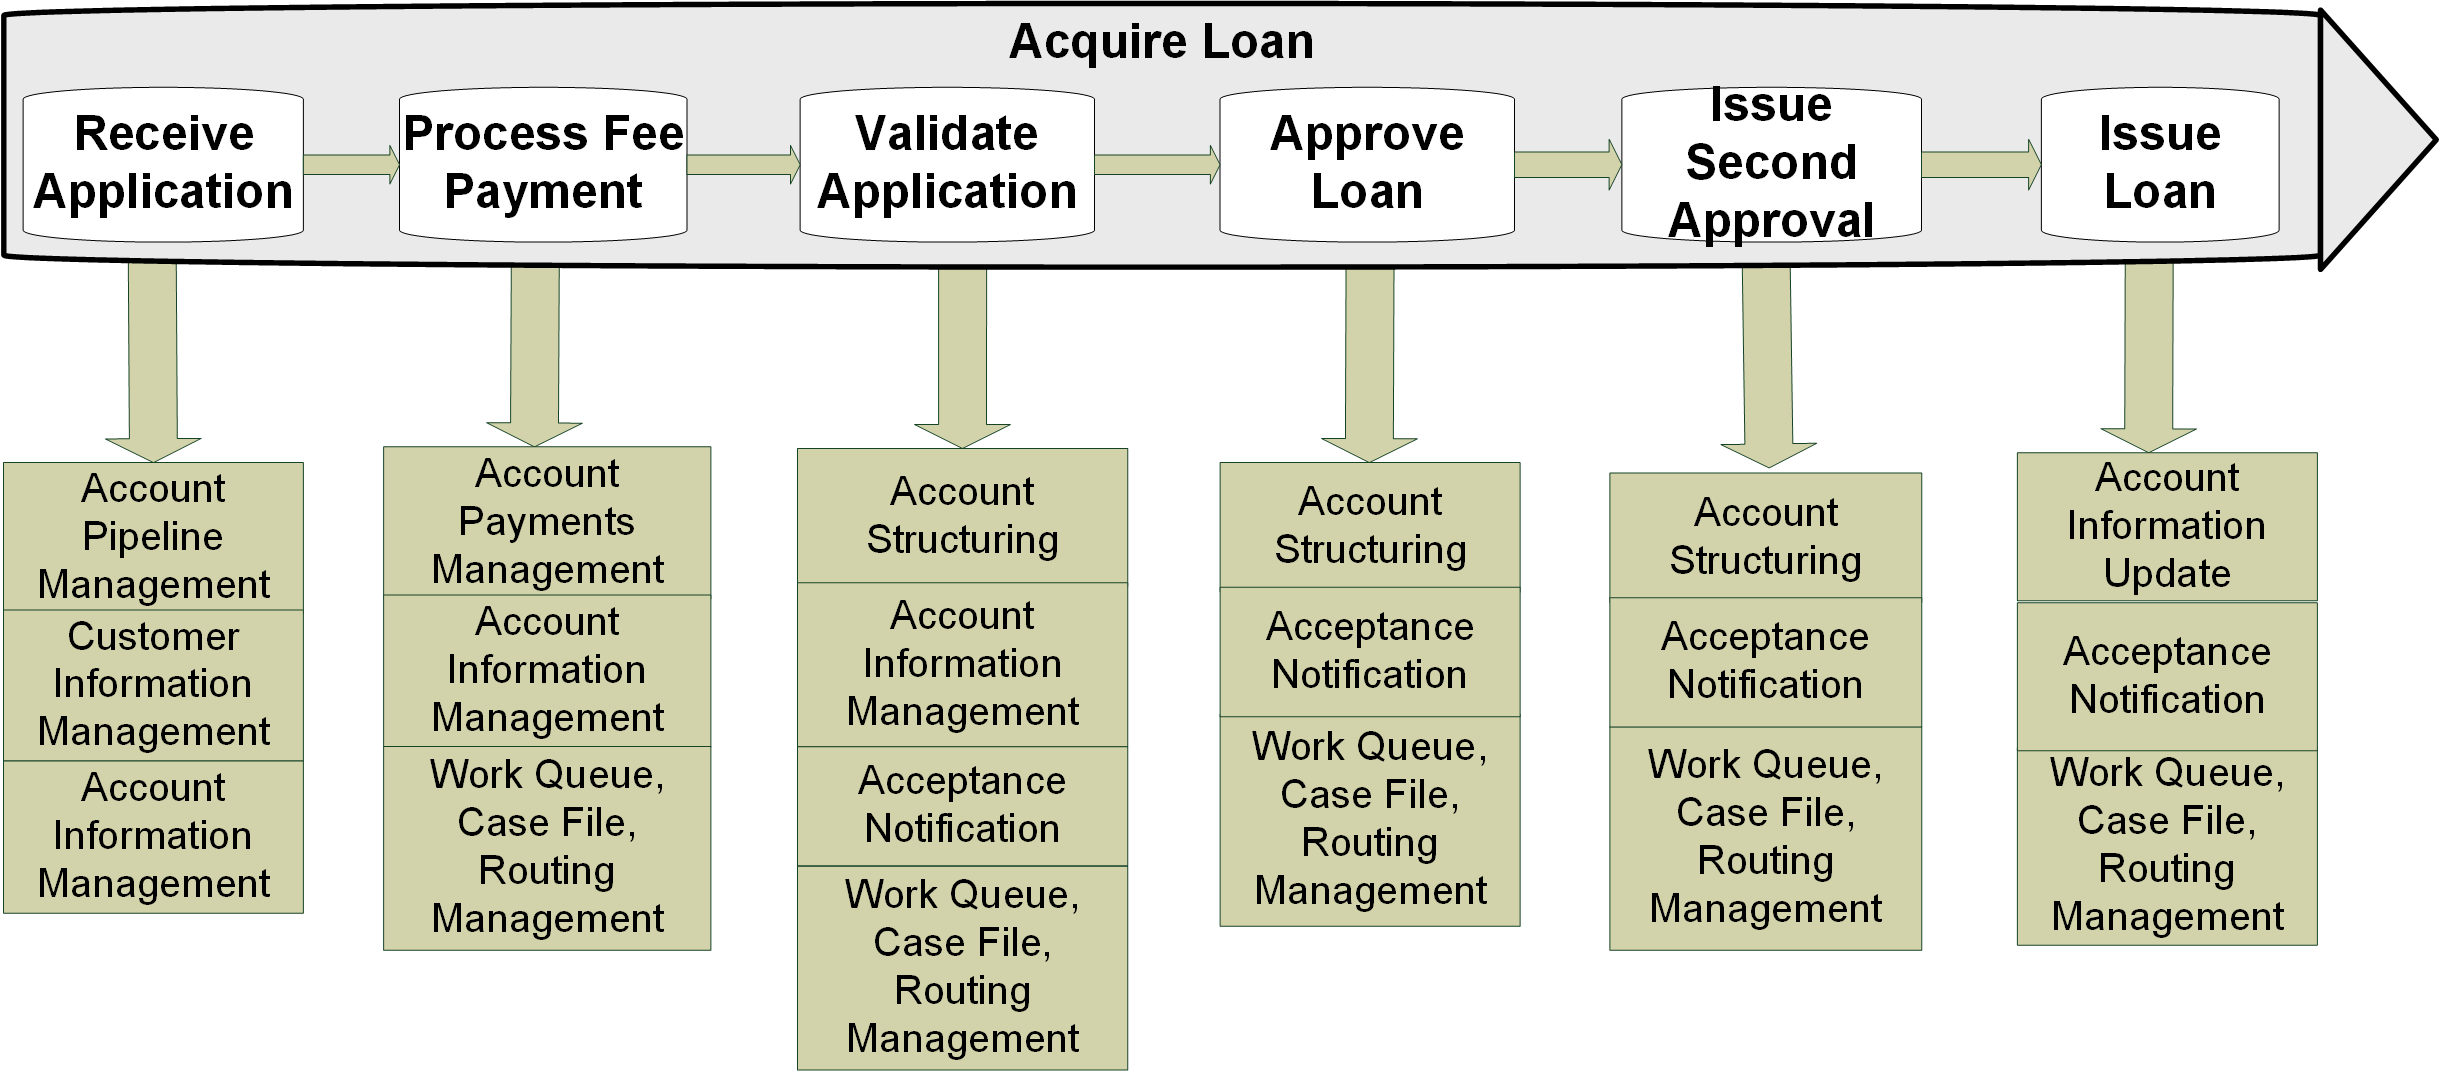 Acquire Loan
Receive
Application
Process Fee
Payment
Validate
Application
Approve
Loan
Issue
Second
Approval
Issue
Loan
Account
Pipeline
Management
Customer
Information
Management
Account
Information
Management
Account
Payments
Management
Account
Information
Management
Work Queue,
Case File,
Routing
Management
Account
Structuring
Account
Information
Management
Acceptance
Notification
Work Queue,
Case File,
Routing
Management
Account
Structuring
Acceptance
Notification
Work Queue,
Case File,
Routing
Management
Account
Structuring
Acceptance
Notification
Work Queue,
Case File,
Routing
Management
Account
Information
Update
Acceptance
Notification
Work Queue,
Case File,
Routing
Management